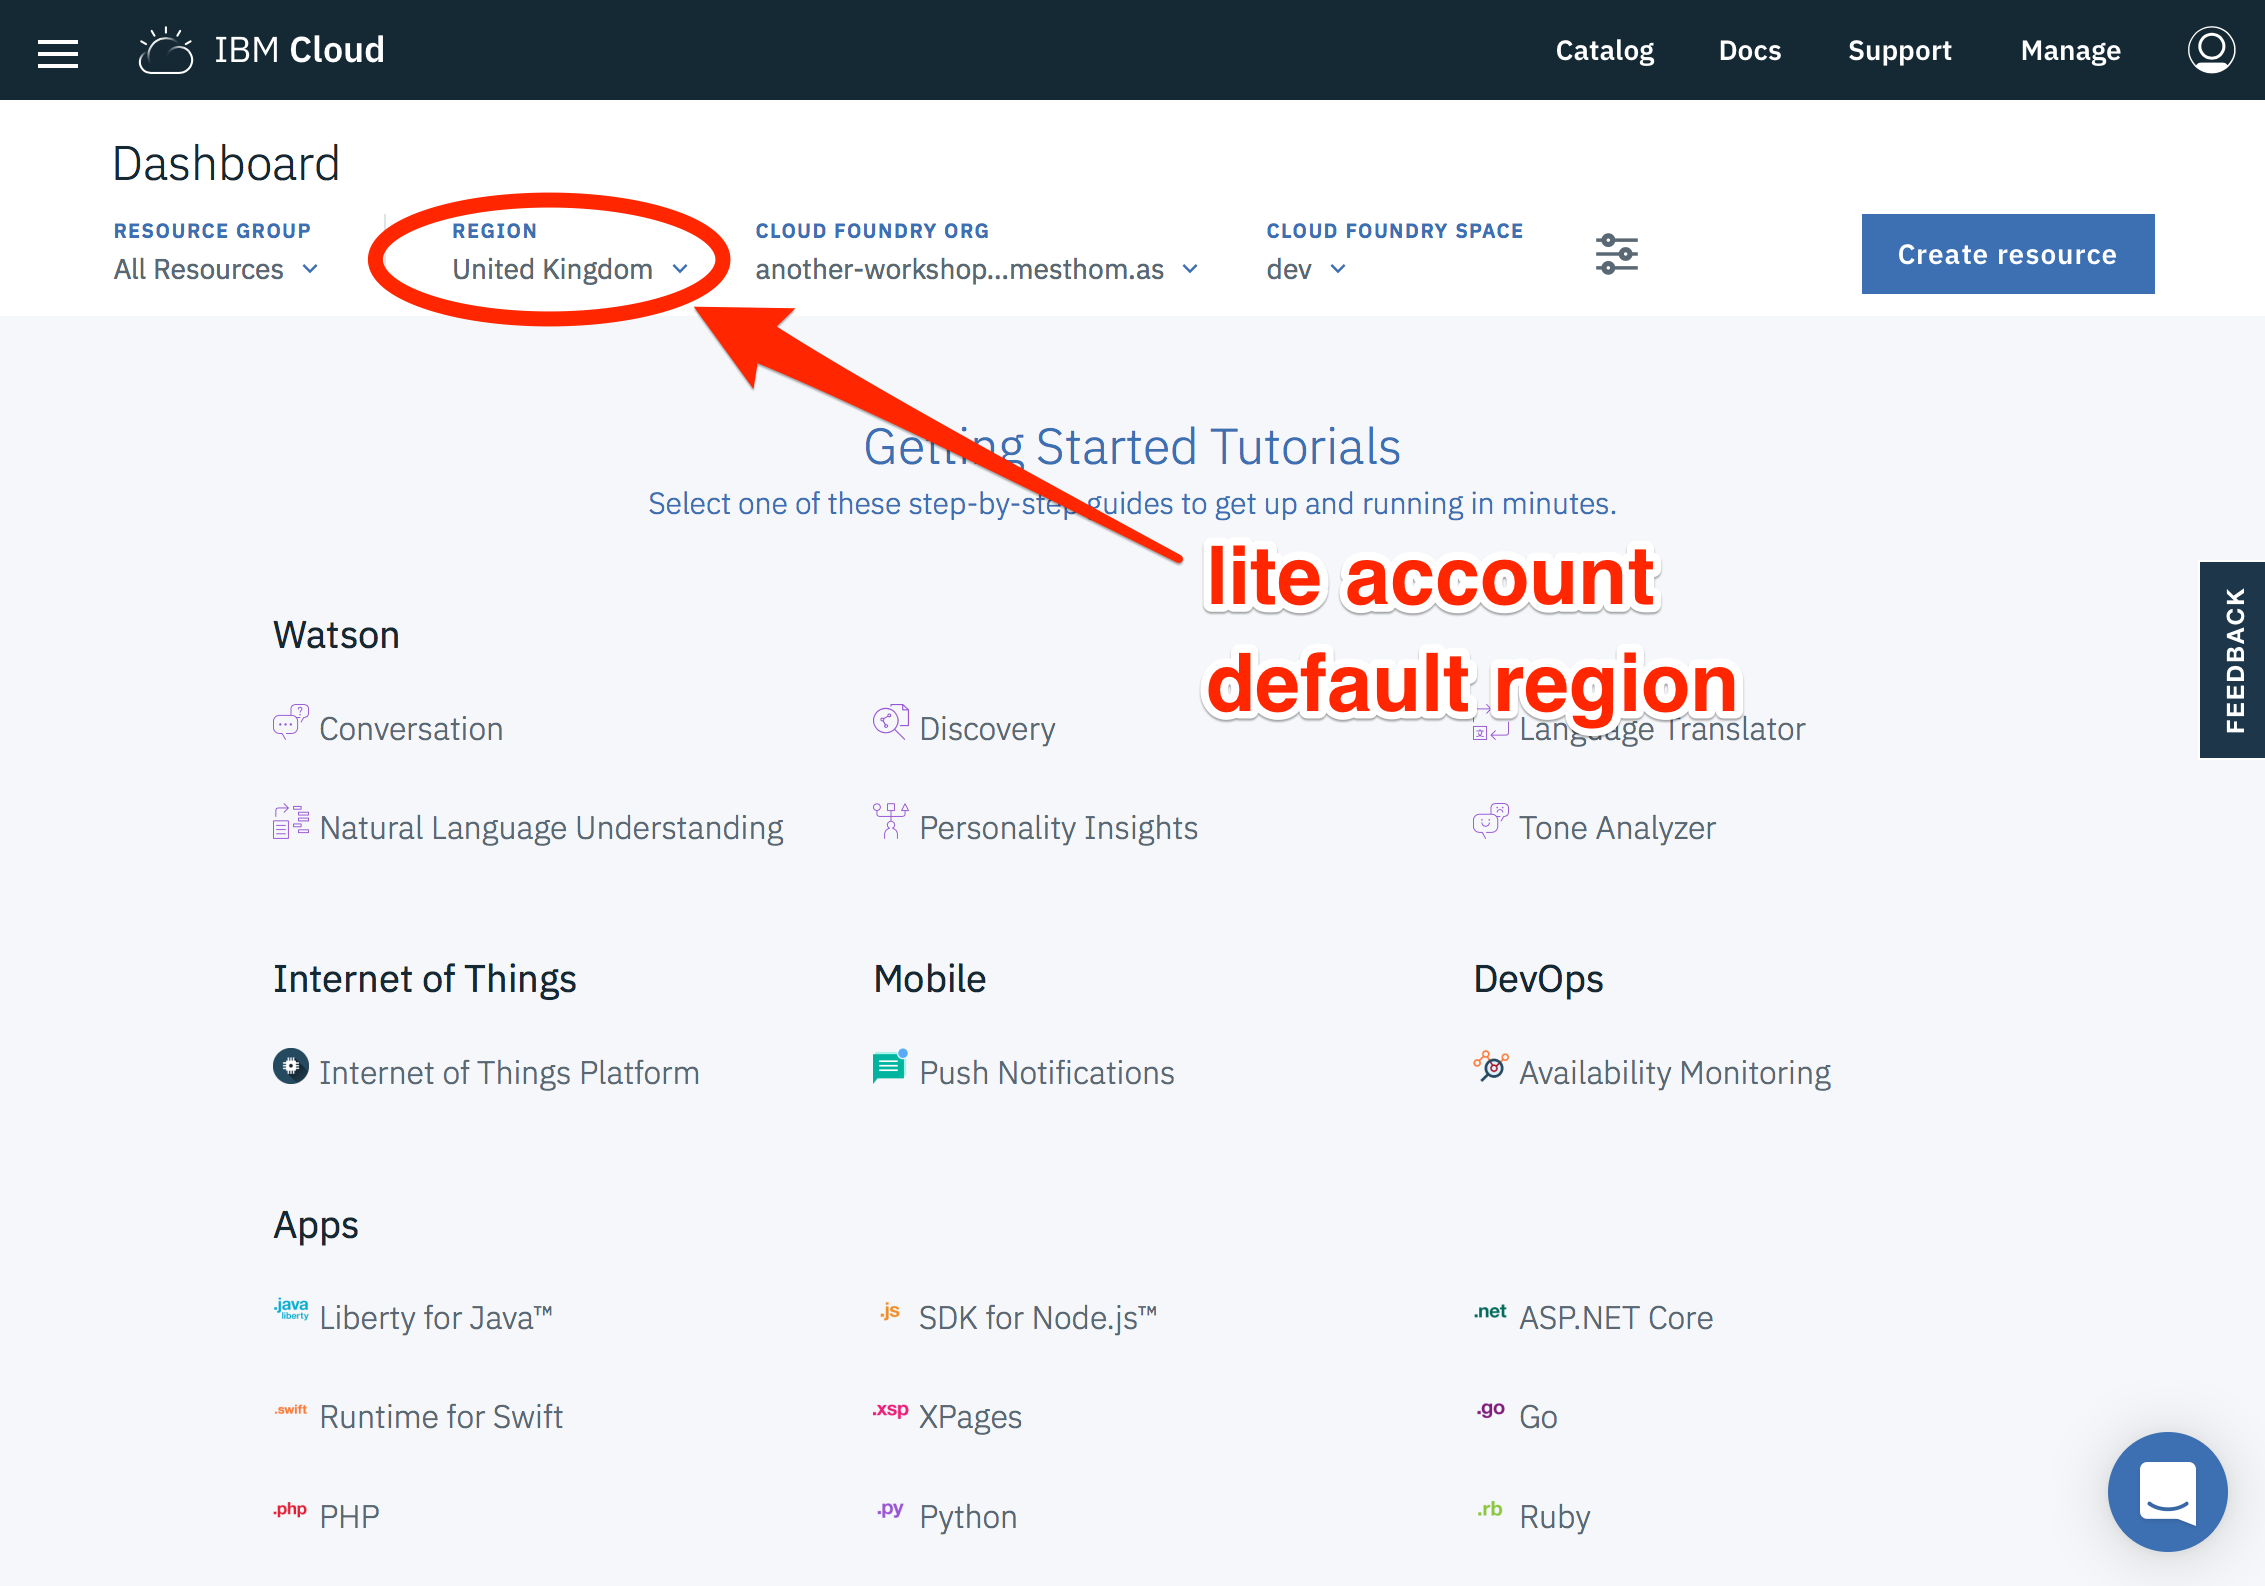 IBM Cloud
Catalog Docs Support Manage
Dashboard
RESOURCE GROUP REGION CLOUD FOUNDRY ORG CLOUD FOUNDRY SPACE
All Resources United Kingdom another-workshop...mesthom.as dev
Create resource
Getting Started Tutorials
Select one of these step-by-step guides to get up and running in minutes.
lite account
default region
FEEDBACK
Watson
Conversation Discovery Language Translator
Natural Language Understanding Personality Insights Tone Analyzer
Internet of Things Mobile DevOps
Internet of Things Platform Push Notifications Availability Monitoring
Apps
.java liberty Liberty for Java™ .js SDK for Node.js™ .net ASP.NET Core
.swift Runtime for Swift .xsp XPages .go Go
.php PHP .py Python .rb Ruby